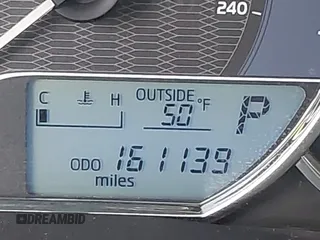 240
C H OUTSIDE
50 °F P
ODO 161139
miles
DREAMBID